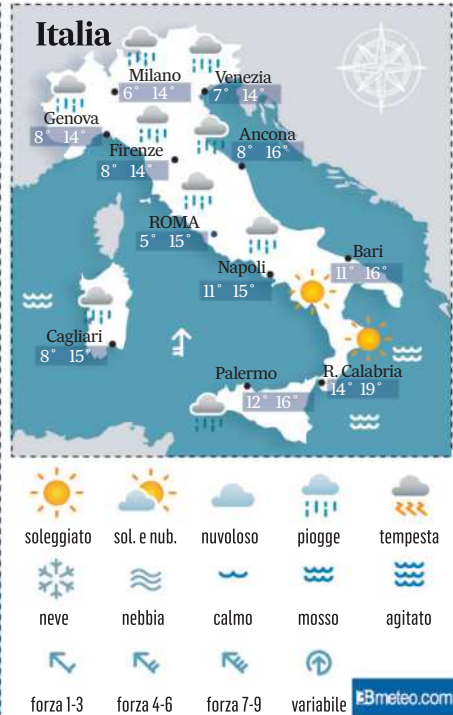 Italia
Milano
6° 14°
Venezia
7° 14°
Genova
8° 14°
Firenze
8° 14°
Ancona
8° 16°
ROMA
5° 15°
Napoli
11° 15°
Bari
11° 16°
Cagliari
8° 15°
Palermo
12° 16°
R. Calabria
14° 19°
soleggiato sol. e nub. nuvoloso piogge tempesta
neve nebbia calmo mosso agitato
forza 1-3 forza 4-6 forza 7-9 variabile
3Bmeteo.com